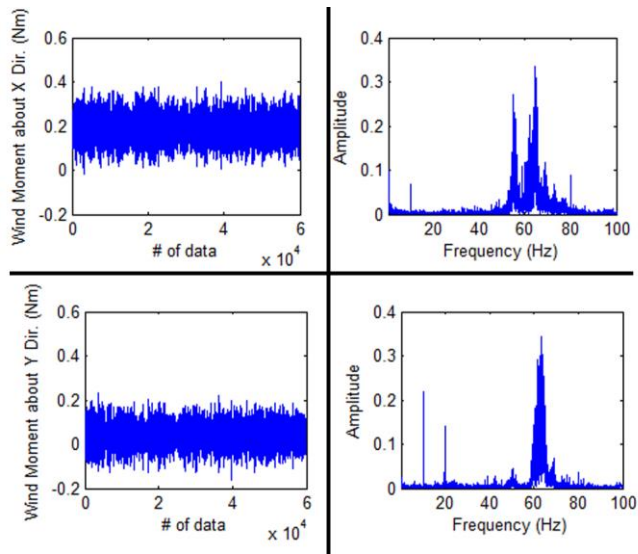 Wind Moment about X Dir. (Nm)
0.6
0.4
0.2
0
-0.2
0 2 4 6
# of data
x 10^4
Amplitude
0.4
0.3
0.2
0.1
0
20 40 60 80 100
Frequency (Hz)
Wind Moment about Y Dir. (Nm)
0.6
0.4
0.2
0
-0.2
0 2 4 6
# of data
x 10^4
Amplitude
0.4
0.3
0.2
0.1
0
20 40 60 80 100
Frequency (Hz)